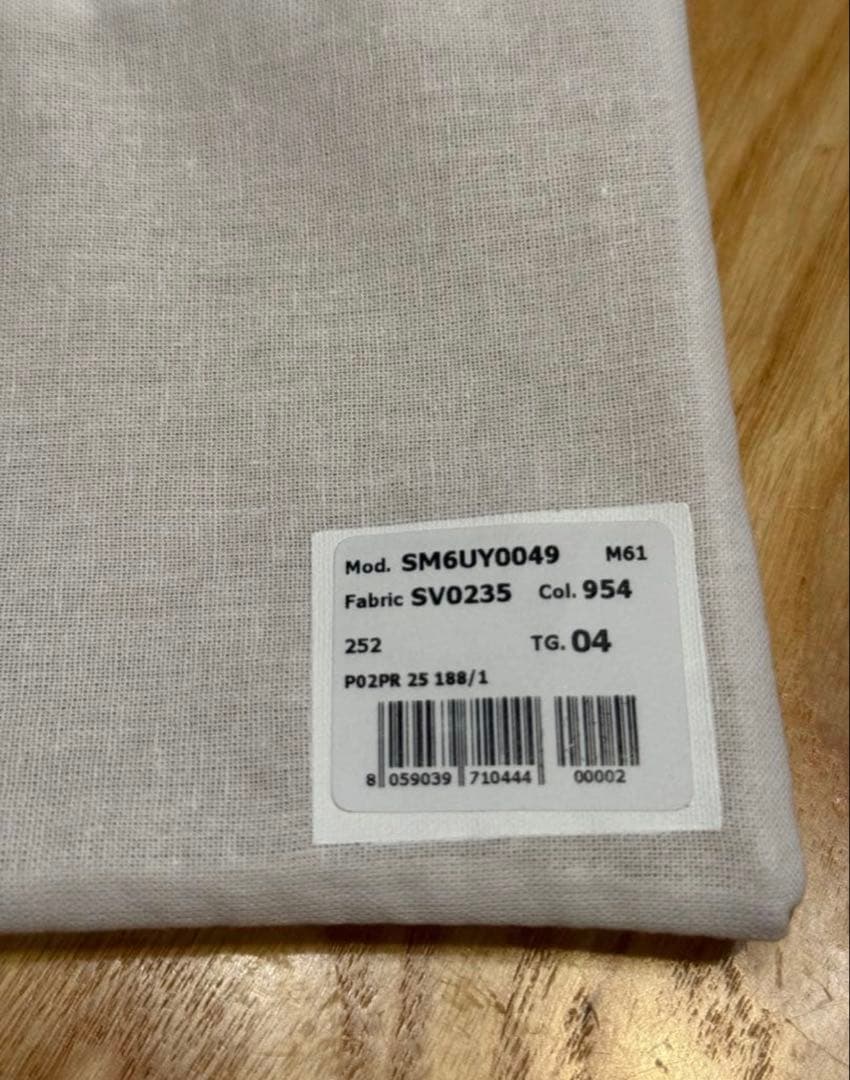 Mod. SM6UY0049 M61
Fabric SV0235 Col. 954
252 TG. 04
P02PR 25 188/1
8 059039 710444 00002